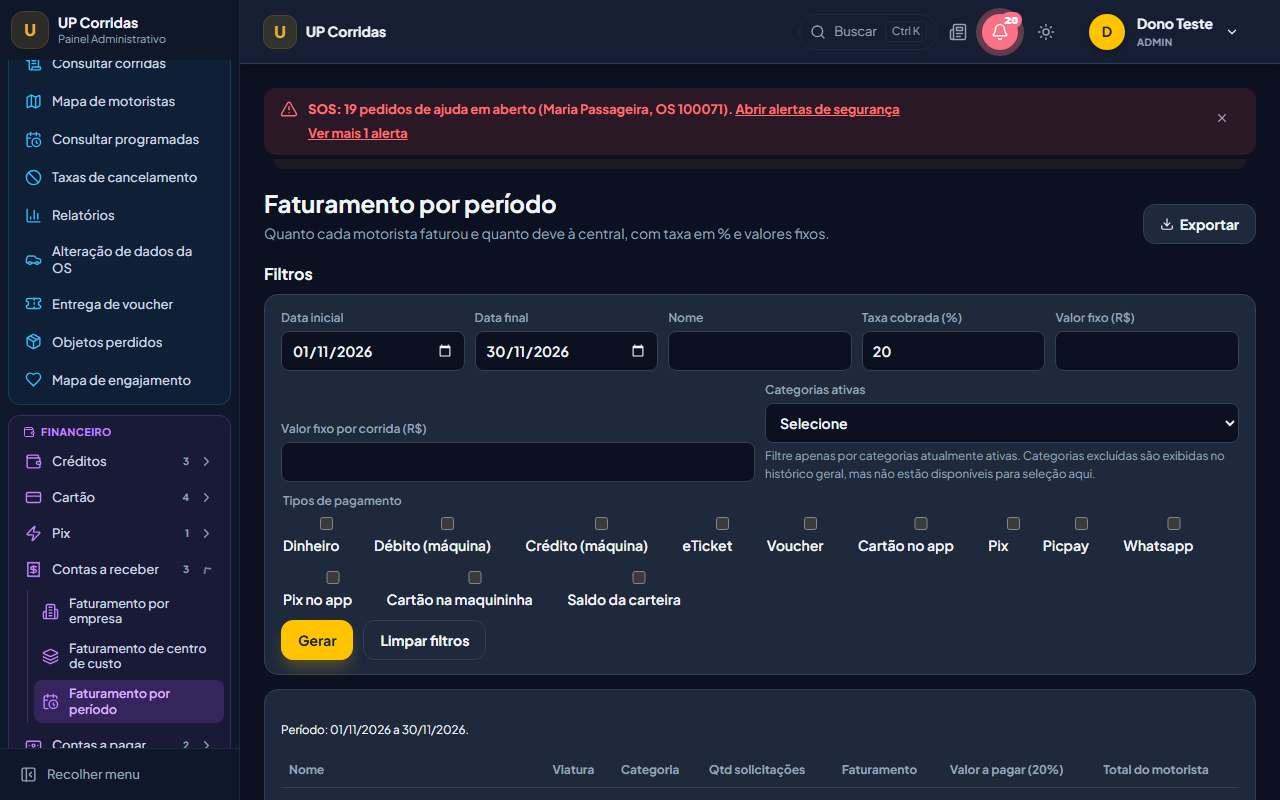 U
UP Corridas
Painel Administrativo
Consultar corridas
Mapa de motoristas
Consultar programadas
Taxas de cancelamento
Relatórios
Alteração de dados da
OS
Entrega de voucher
Objetos perdidos
Mapa de engajamento
FINANCEIRO
Créditos 3
Cartão 4
Pix 1
Contas a receber 3
Faturamento por
empresa
Faturamento de centro
de custo
Faturamento por
período
Contas a pagar 2
Recolher menu
U UP Corridas
Buscar Ctrl K
20
D
Dono Teste
ADMIN
SOS: 19 pedidos de ajuda em aberto (Maria Passageira, OS 100071). Abrir alertas de segurança
Ver mais 1 alerta
Faturamento por período
Quanto cada motorista faturou e quanto deve à central, com taxa em % e valores fixos.
Exportar
Filtros
Data inicial Data final Nome Taxa cobrada (%) Valor fixo (R$)
01/11/2026 30/11/2026 20
Categorias ativas
Selecione
Valor fixo por corrida (R$)
Filtre apenas por categorias atualmente ativas. Categorias excluídas são exibidas no
histórico geral, mas não estão disponíveis para seleção aqui.
Tipos de pagamento
Dinheiro Débito (máquina) Crédito (máquina) eTicket Voucher Cartão no app Pix Picpay Whatsapp
Pix no app Cartão na maquininha Saldo da carteira
Gerar Limpar filtros
Período: 01/11/2026 a 30/11/2026.
Nome Viatura Categoria Qtd solicitações Faturamento Valor a pagar (20%) Total do motorista